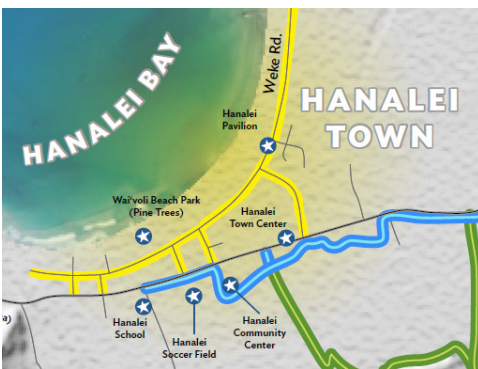 HANALEI BAY
Weke Rd.
HANALEI
TOWN
Hanalei
Pavilion
Wai'voli Beach Park
(Pine Trees)
Hanalei
Town Center
a)
Hanalei
School
Hanalei
Soccer Field
Hanalei
Community
Center